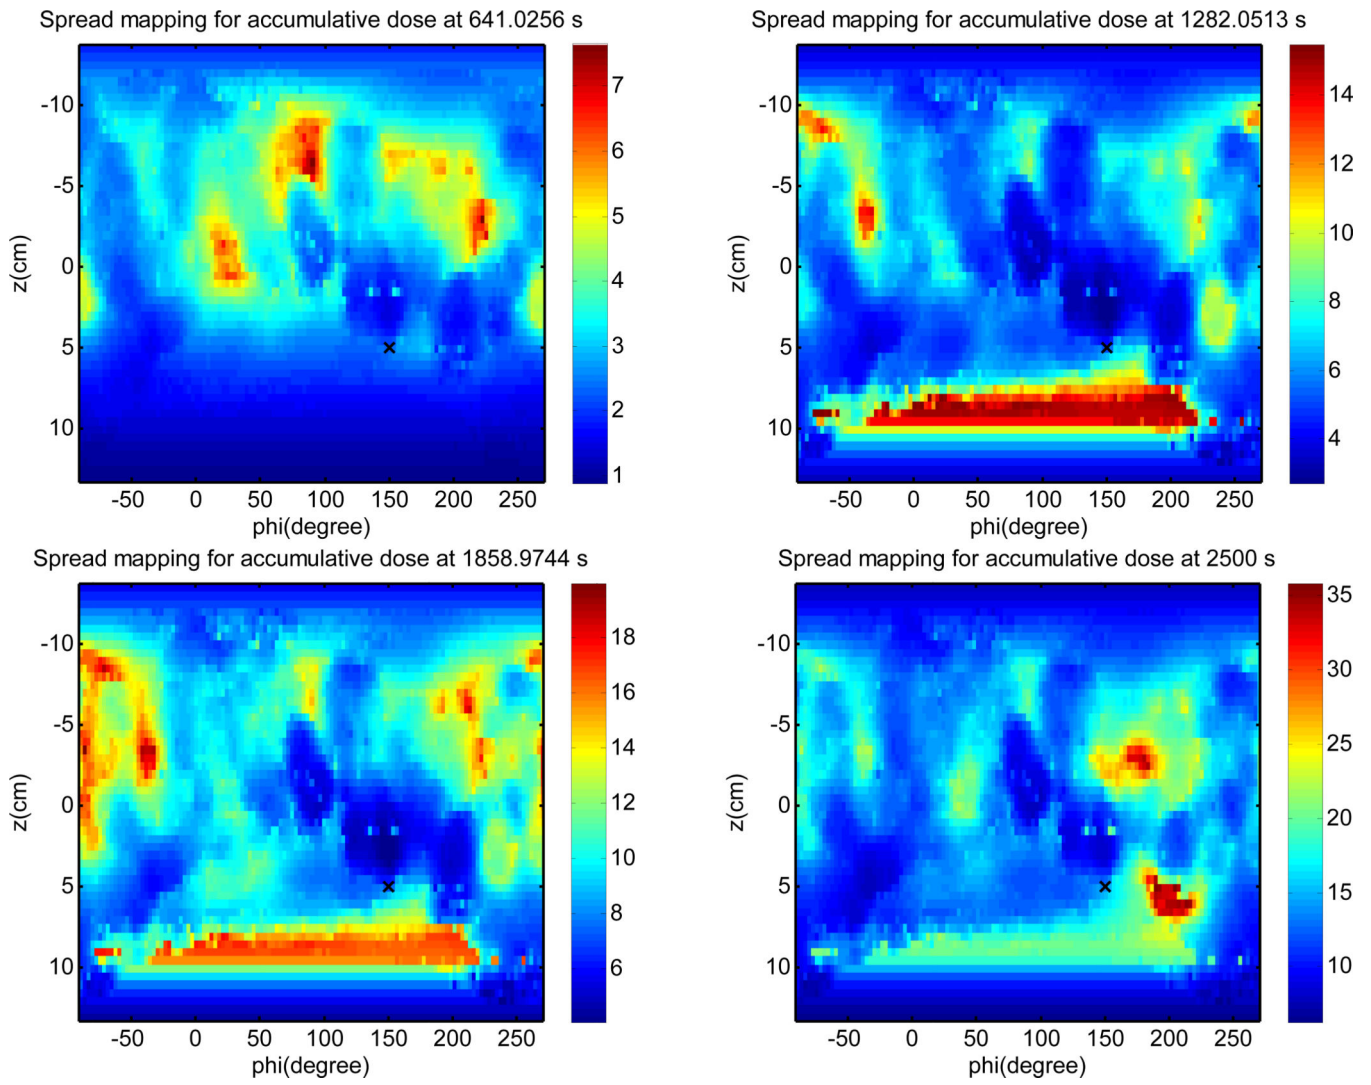 Spread mapping for accumulative dose at 641.0256 s
-10
-5
0
5
10
z(cm)
-50 0 50 100 150 200 250
phi(degree)
7
6
5
4
3
2
1
Spread mapping for accumulative dose at 1282.0513 s
-10
-5
0
5
10
z(cm)
-50 0 50 100 150 200 250
phi(degree)
14
12
10
8
6
4
Spread mapping for accumulative dose at 1858.9744 s
-10
-5
0
5
10
z(cm)
-50 0 50 100 150 200 250
phi(degree)
18
16
14
12
10
8
6
Spread mapping for accumulative dose at 2500 s
-10
-5
0
5
10
z(cm)
-50 0 50 100 150 200 250
phi(degree)
35
30
25
20
15
10